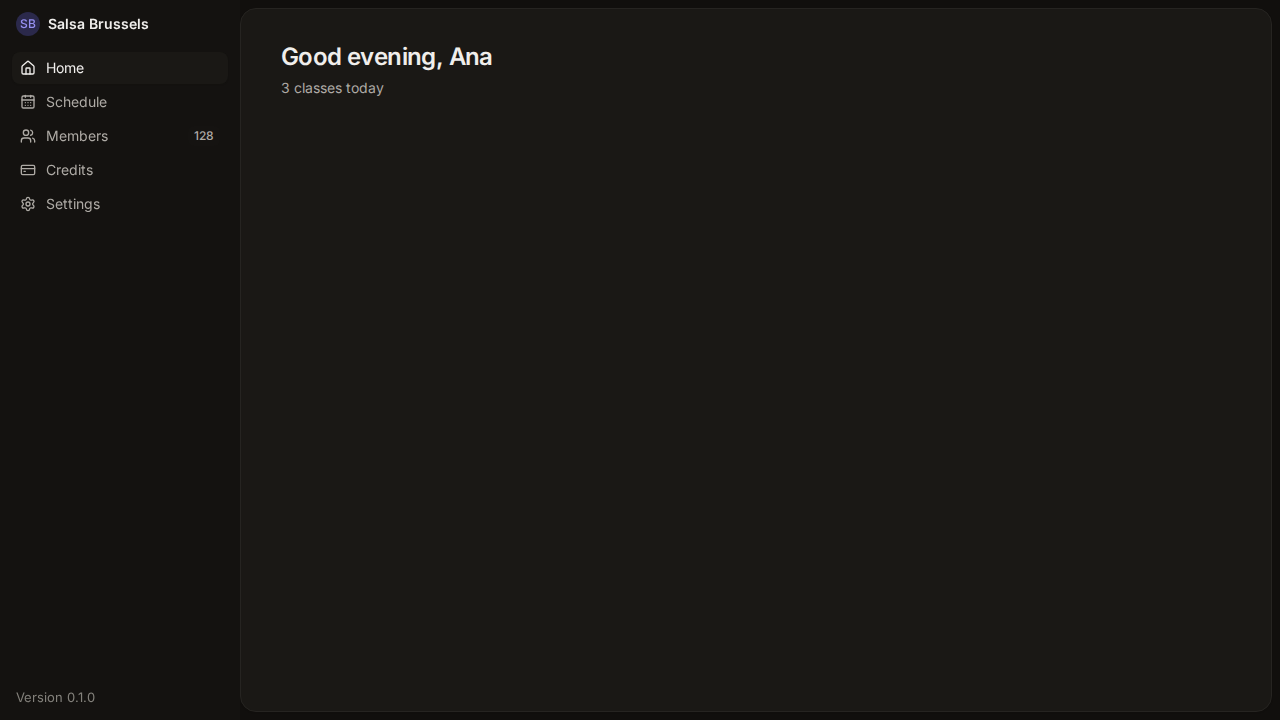 SB Salsa Brussels
Home
Schedule
Members 128
Credits
Settings
Version 0.1.0
Good evening, Ana
3 classes today